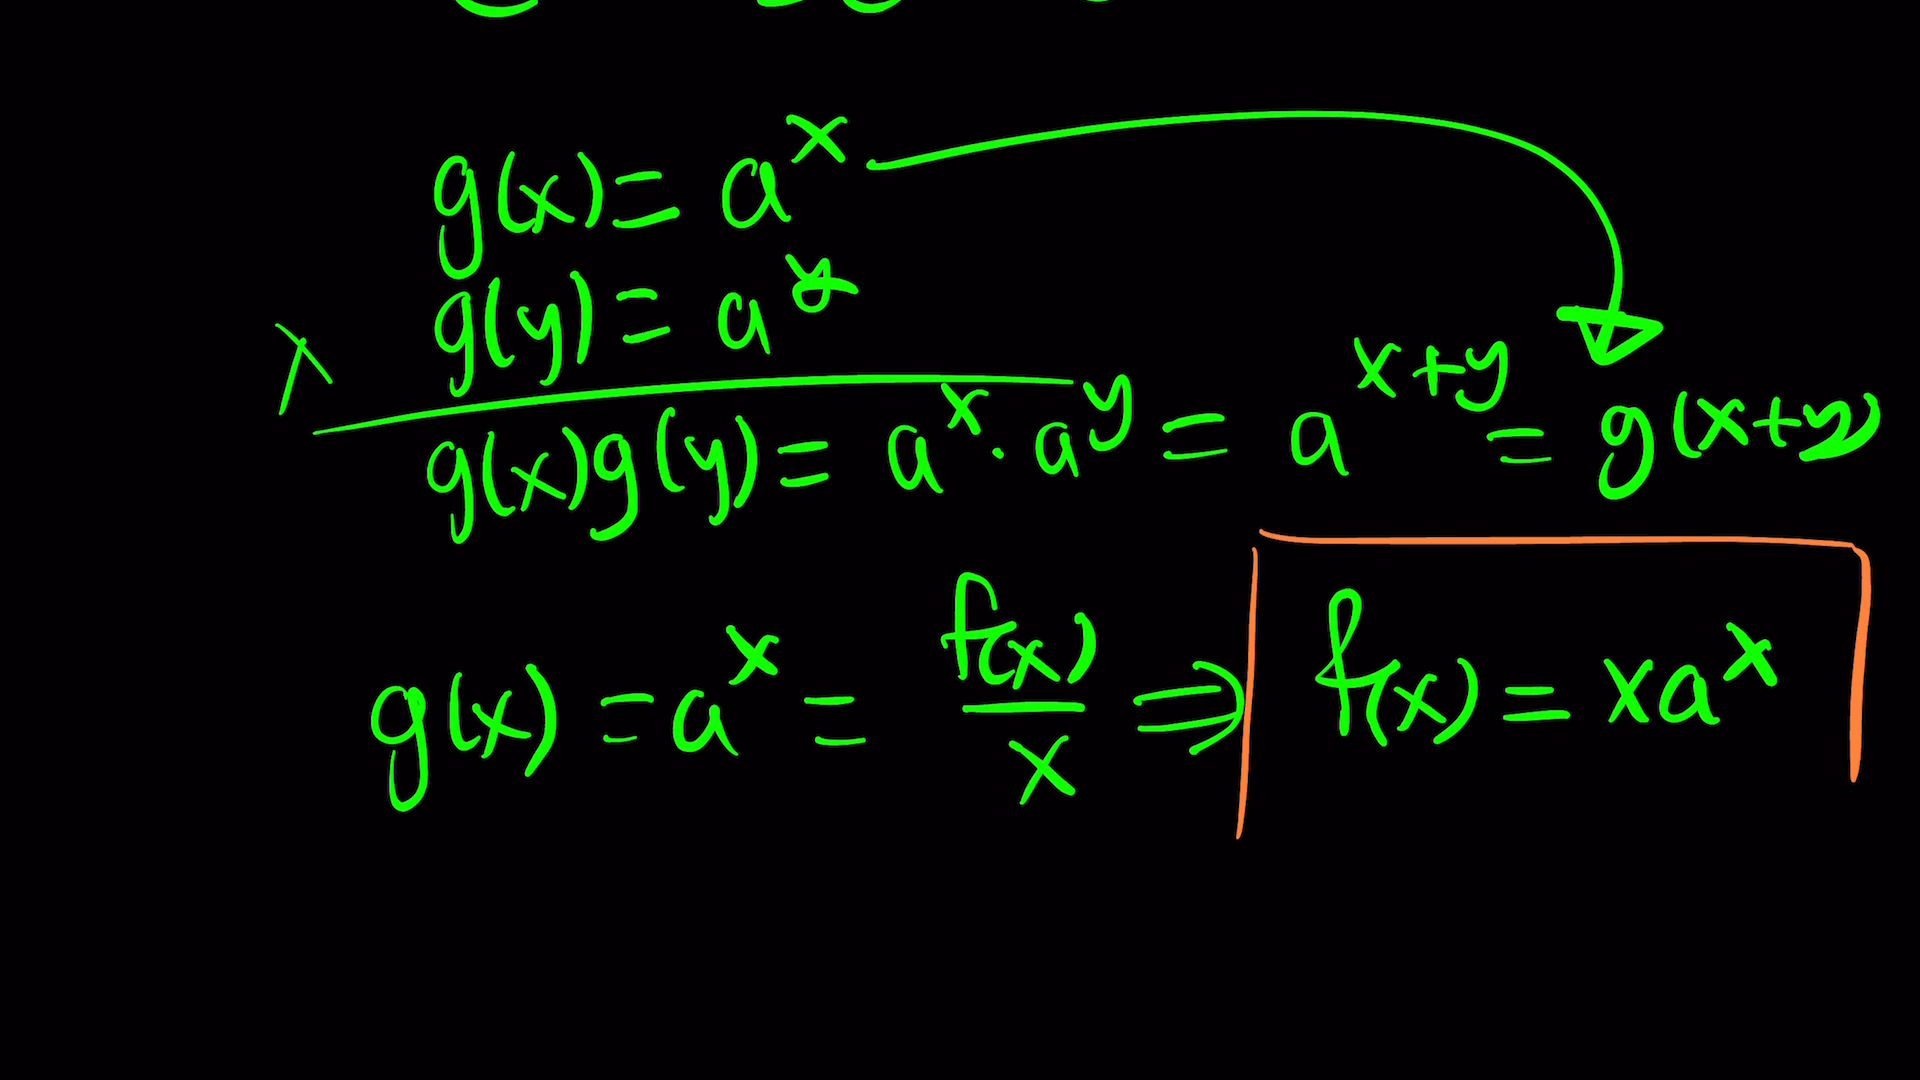 g(x) = a^x
g(y) = a^y
g(x)g(y) = a^x · a^y = a^(x+y) = g(x+y)
g(x) = a^x = f(x)/x ⇒ f(x) = xa^x